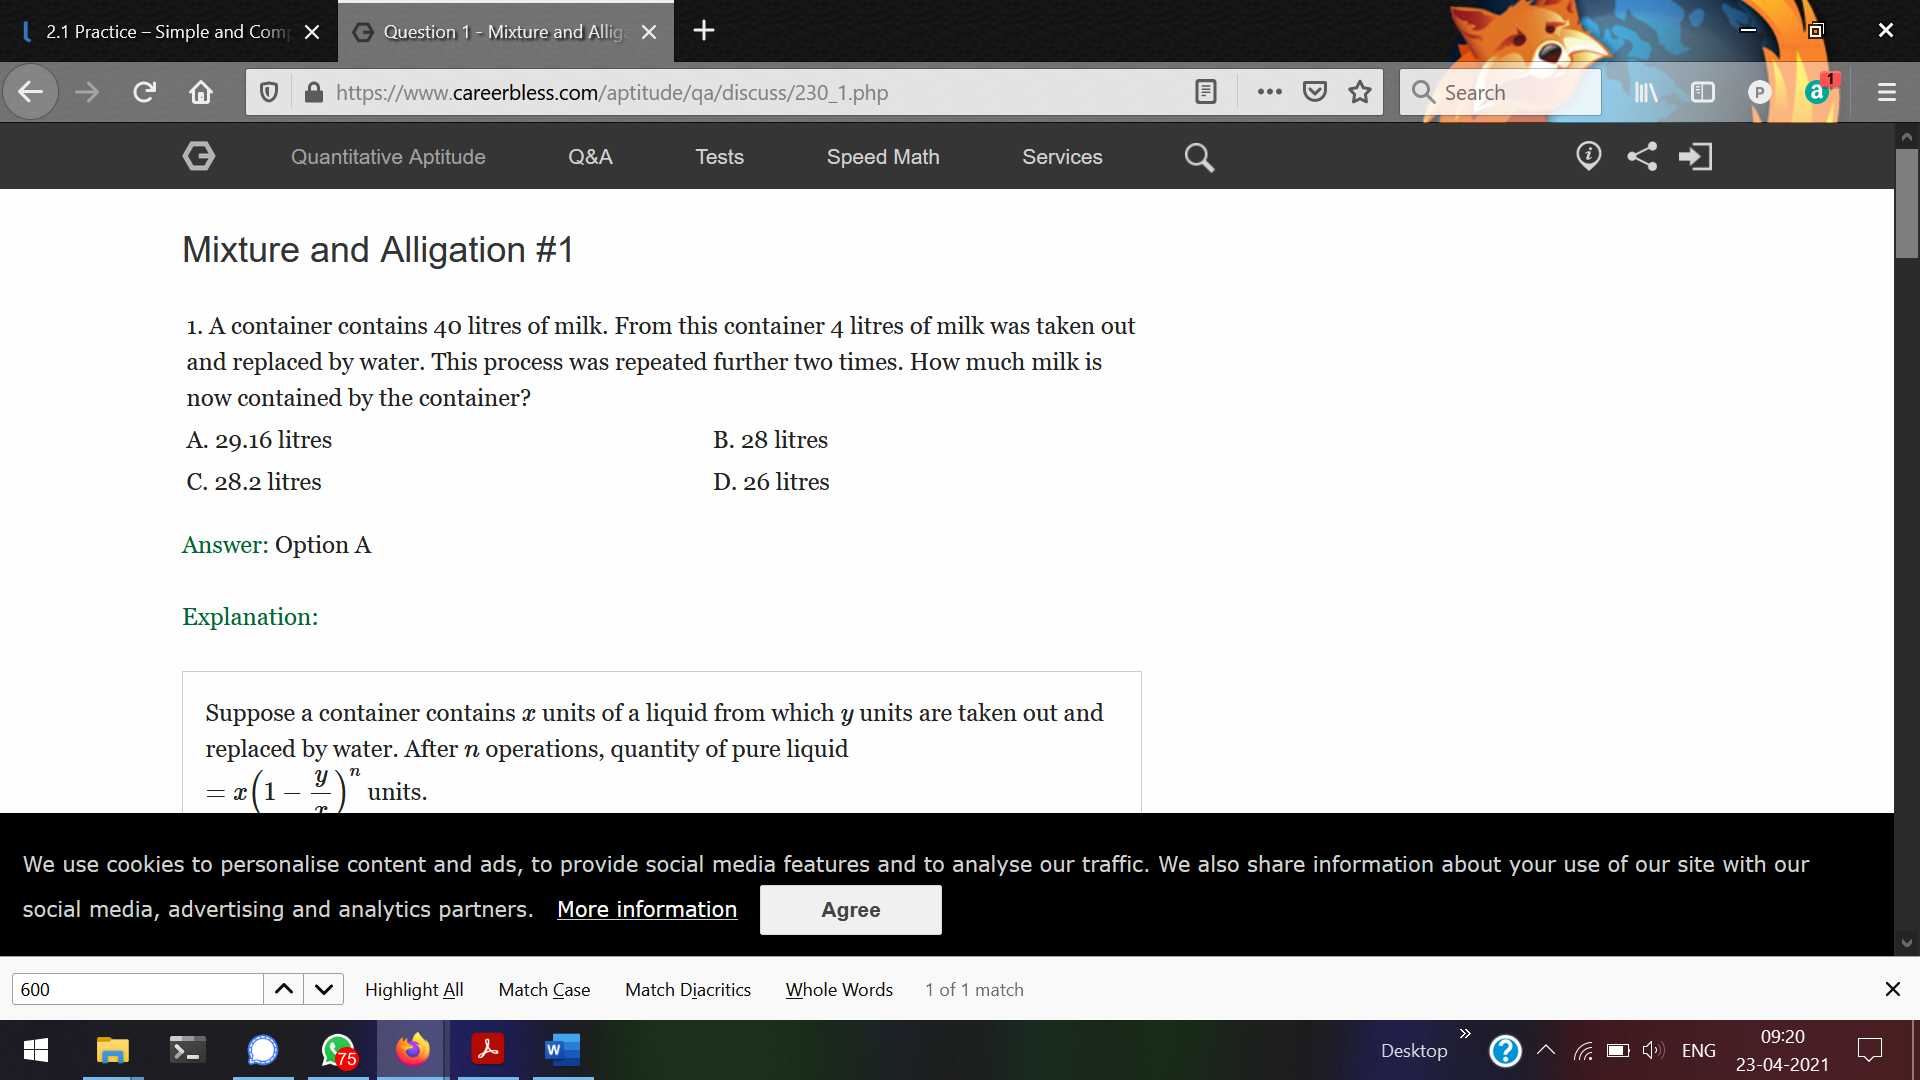 2.1 Practice – Simple and Com
Question 1 - Mixture and Allig
https://www.careerbless.com/aptitude/qa/discuss/230_1.php
Search
P
a
1
Quantitative Aptitude
Q&A
Tests
Speed Math
Services
Mixture and Alligation #1
1. A container contains 40 litres of milk. From this container 4 litres of milk was taken out
and replaced by water. This process was repeated further two times. How much milk is
now contained by the container?
A. 29.16 litres
B. 28 litres
C. 28.2 litres
D. 26 litres
Answer: Option A
Explanation:
Suppose a container contains x units of a liquid from which y units are taken out and
replaced by water. After n operations, quantity of pure liquid
= x(1 − y/x)^n units.
We use cookies to personalise content and ads, to provide social media features and to analyse our traffic. We also share information about your use of our site with our
social media, advertising and analytics partners. More information Agree
600
Highlight All
Match Case
Match Diacritics
Whole Words
1 of 1 match
75
W
Desktop
ENG
09:20
23-04-2021